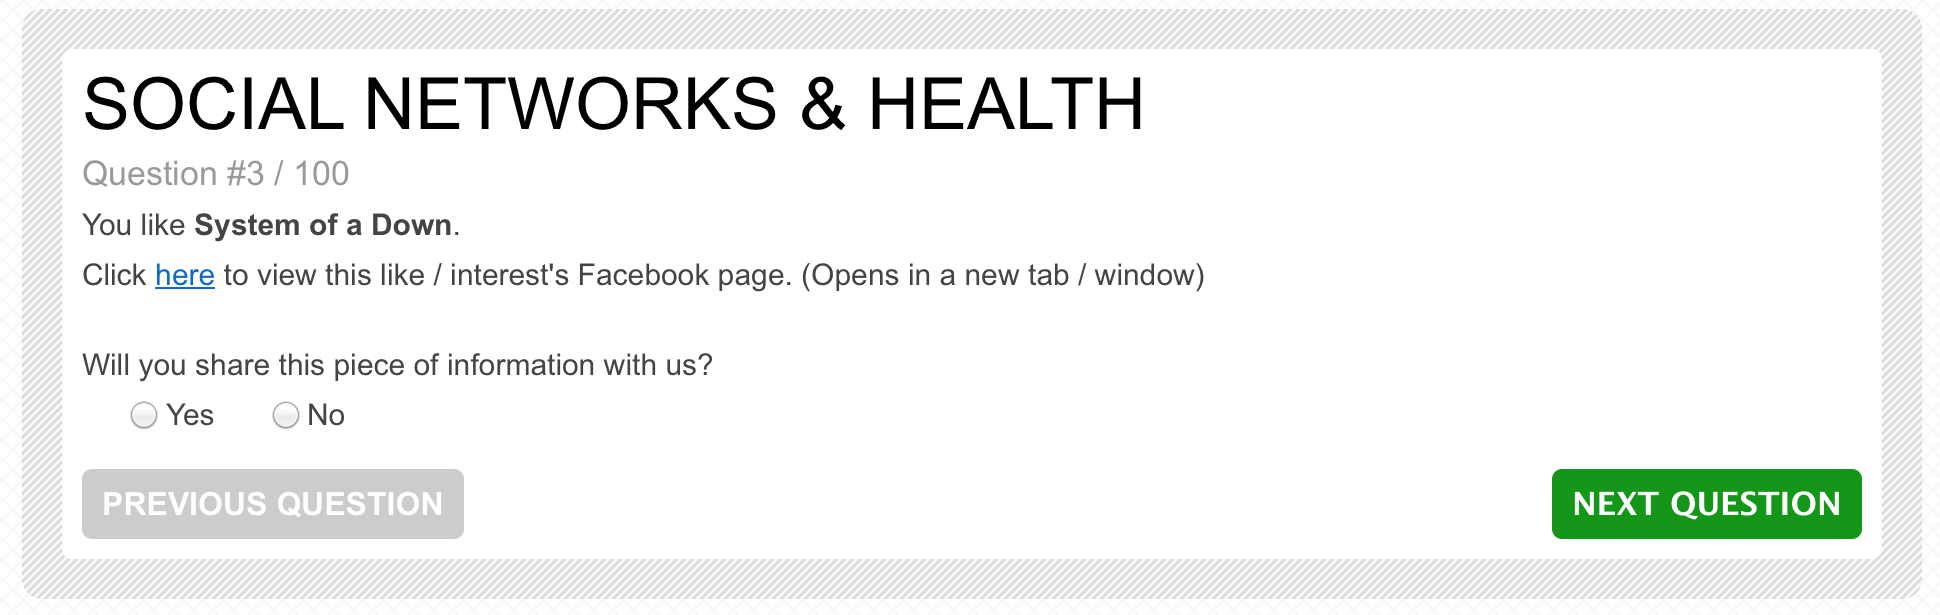 SOCIAL NETWORKS & HEALTH
Question #3 / 100
You like System of a Down.
Click here to view this like / interest's Facebook page. (Opens in a new tab / window)
Will you share this piece of information with us?
Yes No
PREVIOUS QUESTION NEXT QUESTION